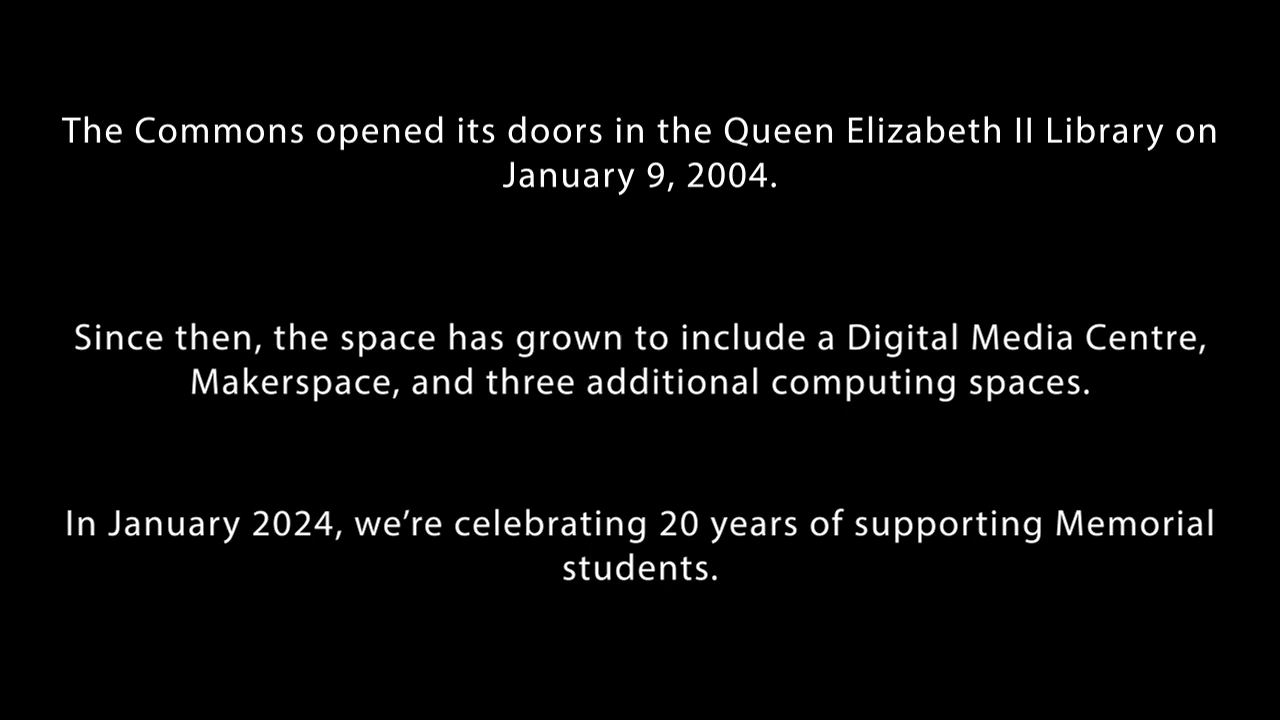 The Commons opened its doors in the Queen Elizabeth II Library on
January 9, 2004.
Since then, the space has grown to include a Digital Media Centre,
Makerspace, and three additional computing spaces.
In January 2024, we’re celebrating 20 years of supporting Memorial
students.